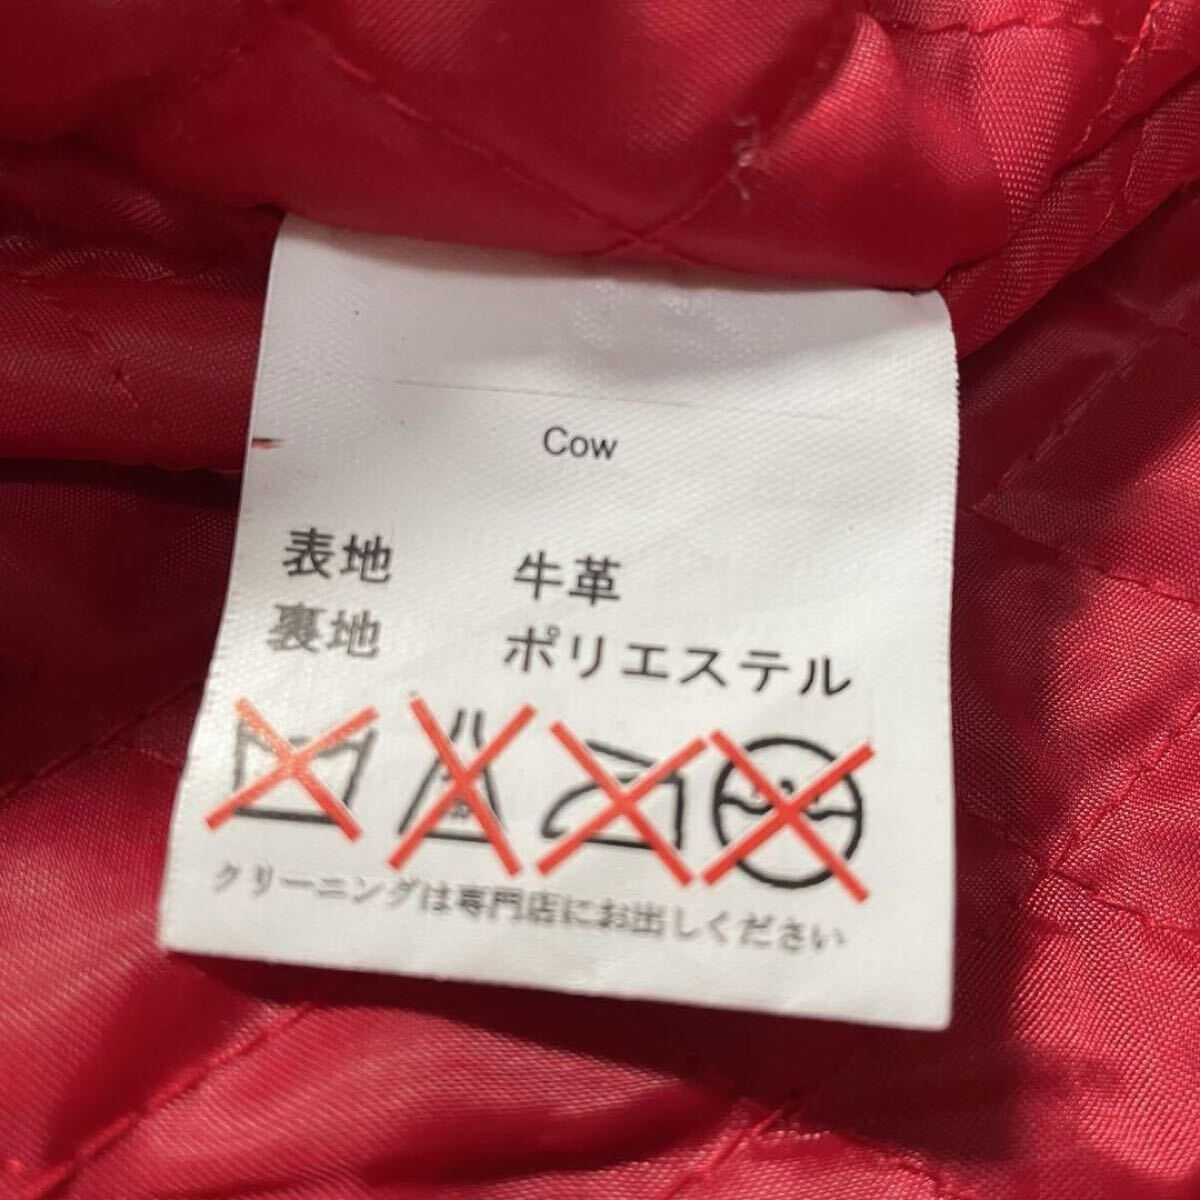 Cow
表地 牛革
裏地 ポリエステル
クリーニングは専門店にお出しください